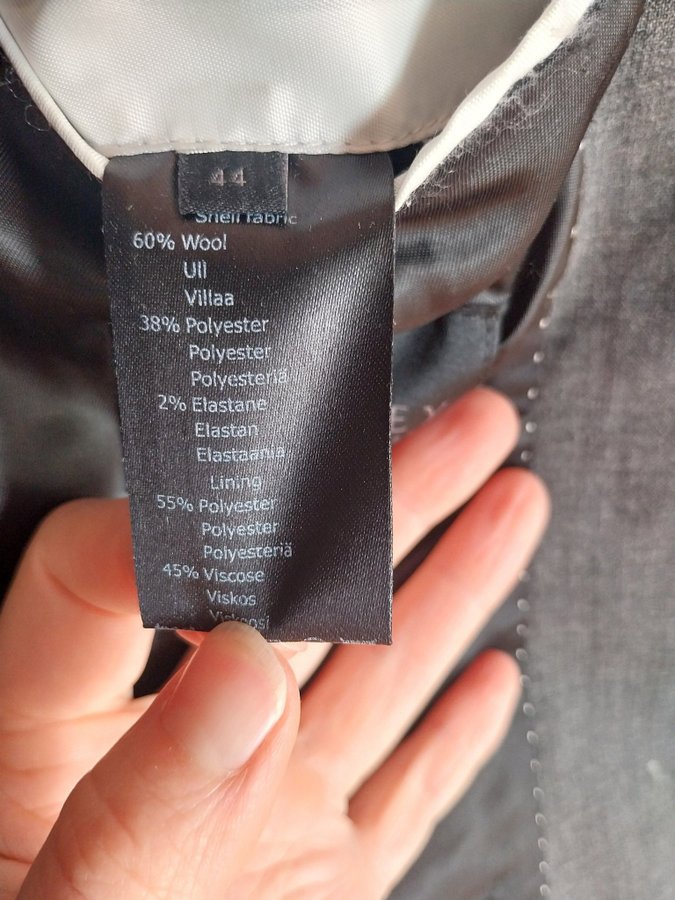 44
Shell fabric
60% Wool
Ull
Villaa
38% Polyester
Polyester
Polyesteriä
2% Elastane
Elastan
Elastaania
Lining
55% Polyester
Polyester
Polyesteriä
45% Viscose
Viskos
Viskoosi